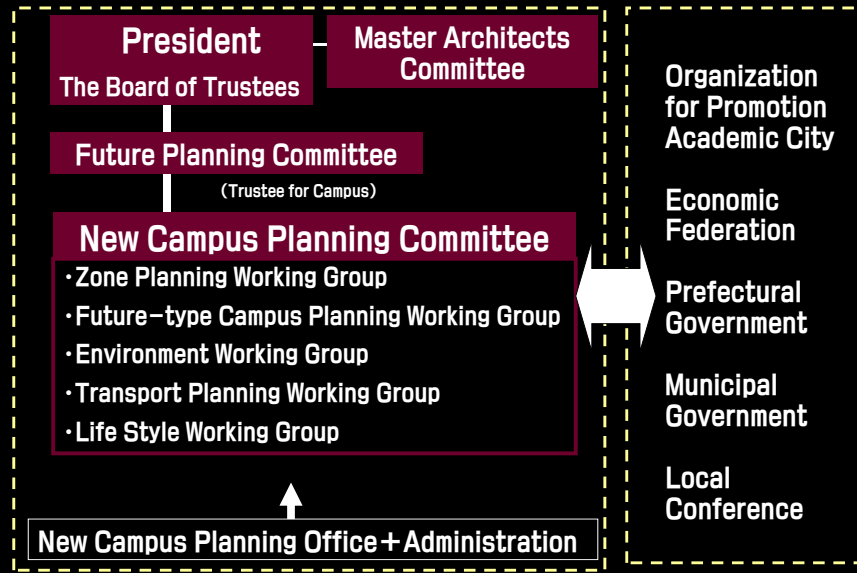 President
The Board of Trustees
Master Architects
Committee
Future Planning Committee
(Trustee for Campus)
New Campus Planning Committee
・Zone Planning Working Group
・Future-type Campus Planning Working Group
・Environment Working Group
・Transport Planning Working Group
・Life Style Working Group
New Campus Planning Office+Administration
Organization
for Promotion
Academic City
Economic
Federation
Prefectural
Government
Municipal
Government
Local
Conference